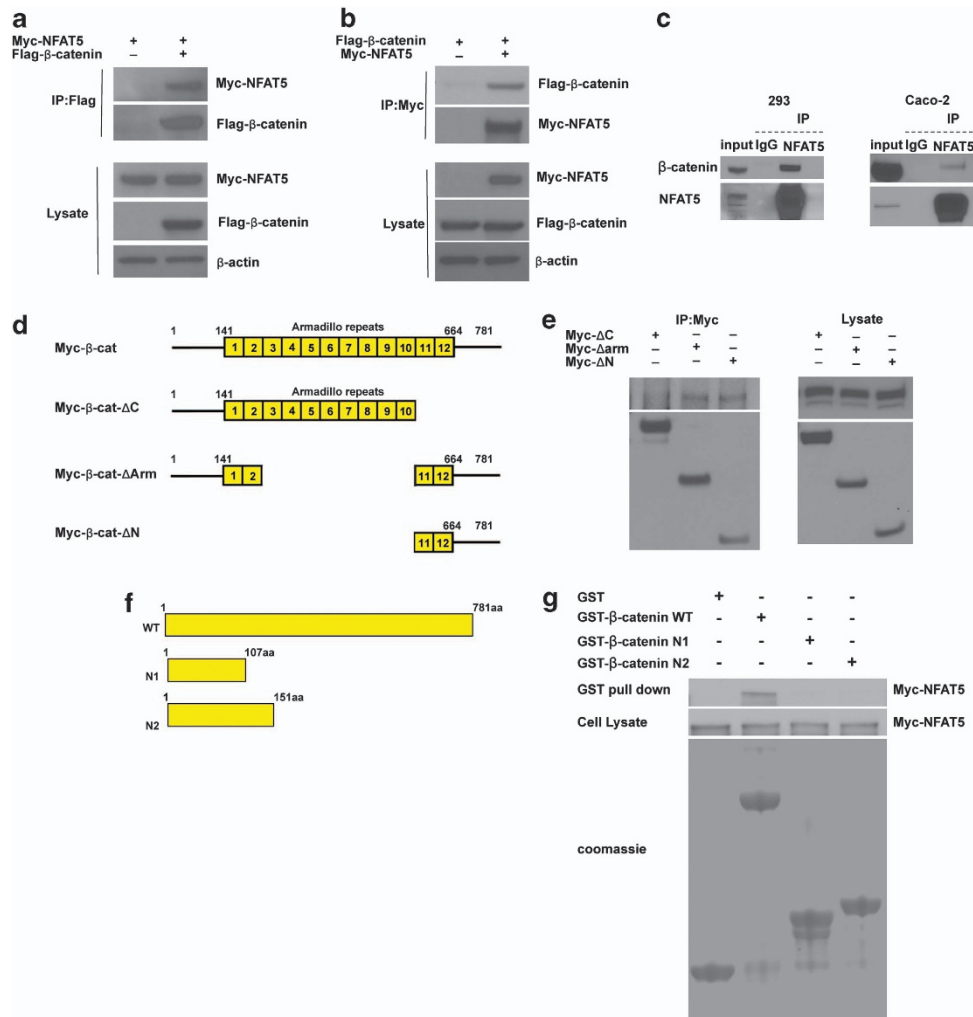 a
Myc-NFAT5 + +
Flag-β-catenin – +
IP:Flag
Myc-NFAT5
Flag-β-catenin
Lysate
Myc-NFAT5
Flag-β-catenin
β-actin
b
Flag-β-catenin + +
Myc-NFAT5 – +
IP:Myc
Flag-β-catenin
Myc-NFAT5
Lysate
Myc-NFAT5
Flag-β-catenin
β-actin
c
293
IP
input IgG NFAT5
β-catenin
NFAT5
Caco-2
IP
input IgG NFAT5
d
1 141 Armadillo repeats 664 781
Myc-β-cat
1 2 3 4 5 6 7 8 9 10 11 12
1 141 Armadillo repeats
Myc-β-cat-ΔC
1 2 3 4 5 6 7 8 9 10
1 141 664 781
Myc-β-cat-ΔArm
1 2 11 12
664 781
Myc-β-cat-ΔN
11 12
e
IP:Myc Lysate
Myc-ΔC + – – + – –
Myc-Δarm – + – – + –
Myc-ΔN – – + – – +
f
1 781aa
WT
1 107aa
N1
1 151aa
N2
g
GST + - - -
GST-β-catenin WT - + - -
GST-β-catenin N1 - - + -
GST-β-catenin N2 - - - +
GST pull down Myc-NFAT5
Cell Lysate Myc-NFAT5
coomassie